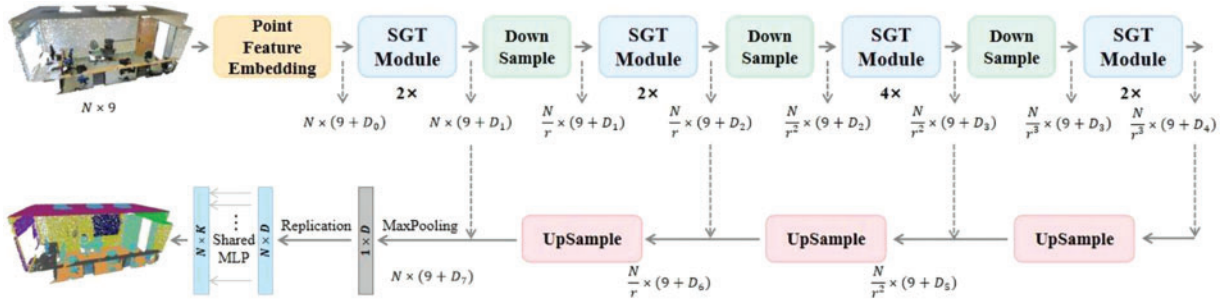 Point
Feature
Embedding
SGT
Module
2×
Down
Sample
SGT
Module
2×
Down
Sample
SGT
Module
4×
Down
Sample
SGT
Module
2×
N × 9
N × (9 + D₀)
N × (9 + D₁)
N/r × (9 + D₁)
N/r × (9 + D₂)
N/r² × (9 + D₂)
N/r² × (9 + D₃)
N/r³ × (9 + D₃)
N/r³ × (9 + D₄)
N × K
Shared
MLP
N × D
Replication
1 × D
MaxPooling
N × (9 + D₇)
UpSample
N/r × (9 + D₆)
UpSample
N/r² × (9 + D₅)
UpSample